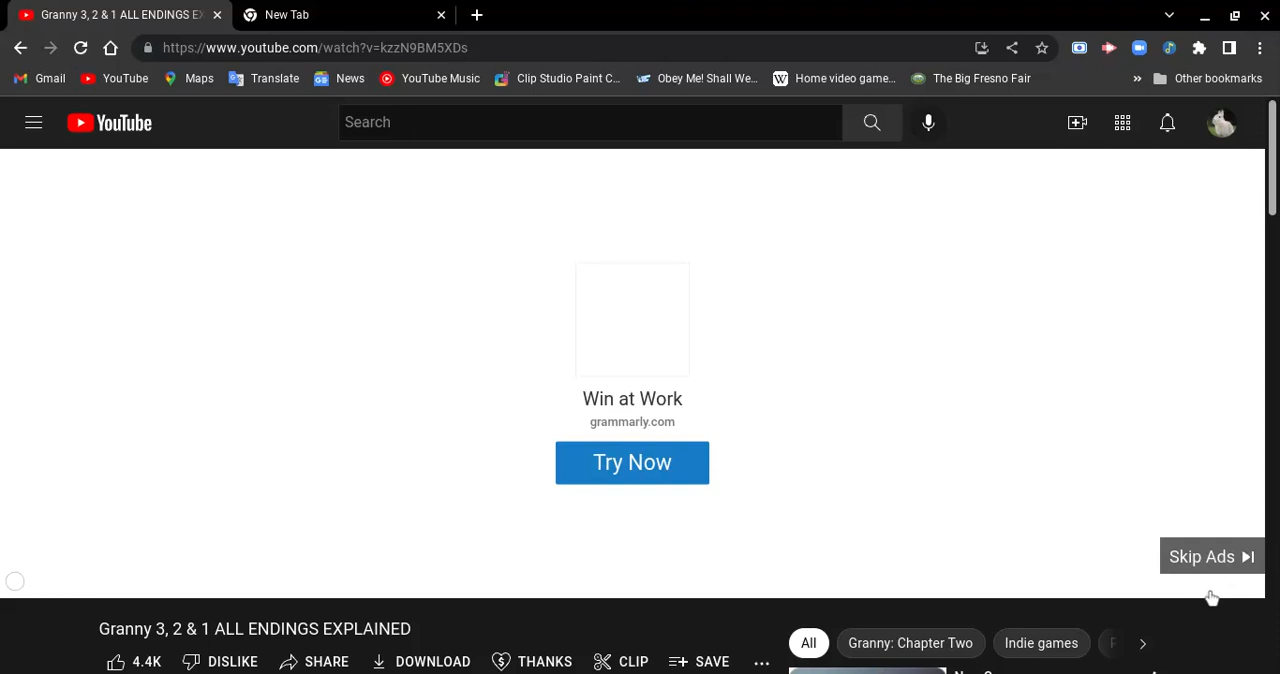 Granny 3, 2 & 1 ALL ENDINGS EX
New Tab
https://www.youtube.com/watch?v=kzzN9BM5XDs
Gmail YouTube Maps Translate News YouTube Music Clip Studio Paint C... Obey Me! Shall We... W Home video game... The Big Fresno Fair » Other bookmarks
YouTube
Search
Win at Work
grammarly.com
Try Now
Skip Ads
Granny 3, 2 & 1 ALL ENDINGS EXPLAINED
All Granny: Chapter Two Indie games
4.4K DISLIKE SHARE DOWNLOAD THANKS CLIP SAVE ...